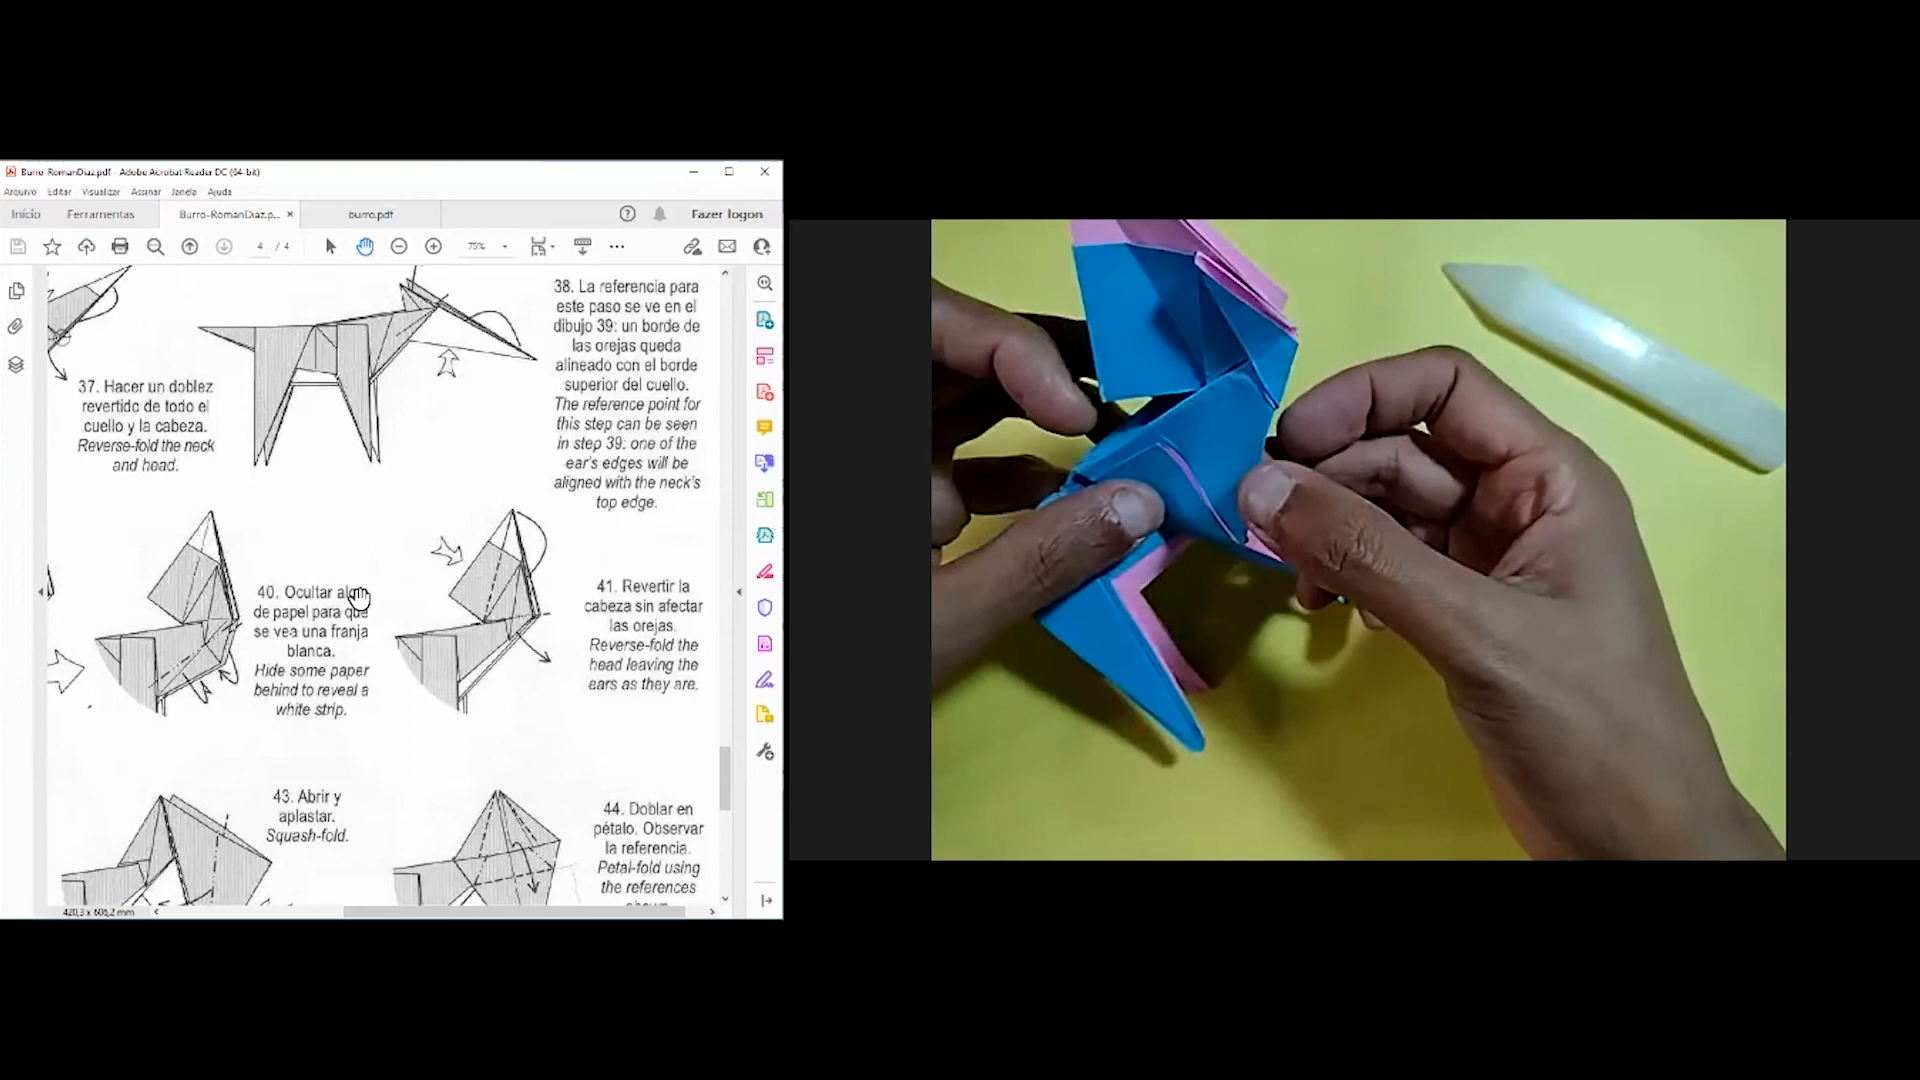 Burro-RomanDiaz.pdf - Adobe Acrobat Reader DC (64-bit)
Arquivo Editar Visualizar Assinar Janela Ajuda
Início Ferramentas Burro-RomanDiaz.p... × burro.pdf Fazer logon
4 / 4 75%
37. Hacer un doblez
revertido de todo el
cuello y la cabeza.
Reverse-fold the neck
and head.
38. La referencia para
este paso se ve en el
dibujo 39: un borde de
las orejas queda
alineado con el borde
superior del cuello.
The reference point for
this step can be seen
in step 39: one of the
ear's edges will be
aligned with the neck's
top edge.
40. Ocultar algo
de papel para que
se vea una franja
blanca.
Hide some paper
behind to reveal a
white strip.
41. Revertir la
cabeza sin afectar
las orejas.
Reverse-fold the
head leaving the
ears as they are.
43. Abrir y
aplastar.
Squash-fold.
44. Doblar en
pétalo. Observar
la referencia.
Petal-fold using
the references
420,3 x 606,2 mm